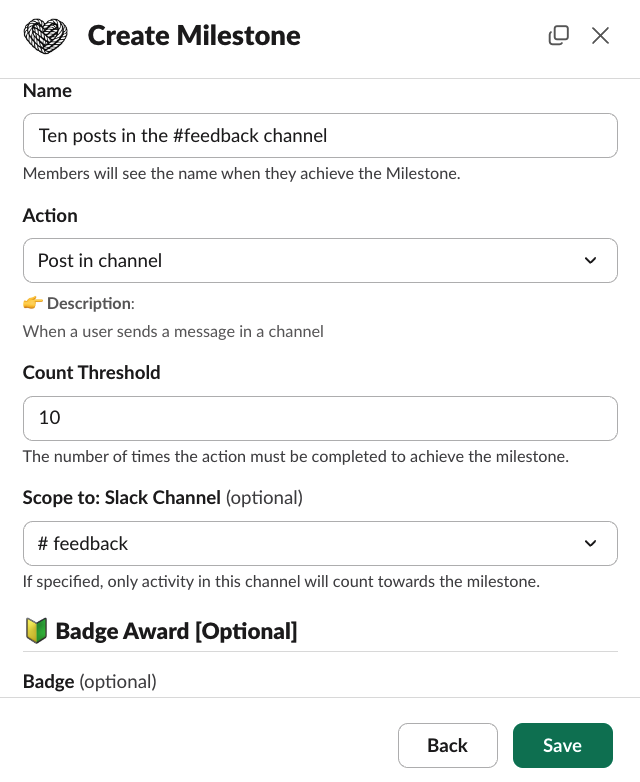 Create Milestone
Name
Ten posts in the #feedback channel
Members will see the name when they achieve the Milestone.
Action
Post in channel
👉 Description:
When a user sends a message in a channel
Count Threshold
10
The number of times the action must be completed to achieve the milestone.
Scope to: Slack Channel (optional)
# feedback
If specified, only activity in this channel will count towards the milestone.
🔰 Badge Award [Optional]
Badge (optional)
Back
Save